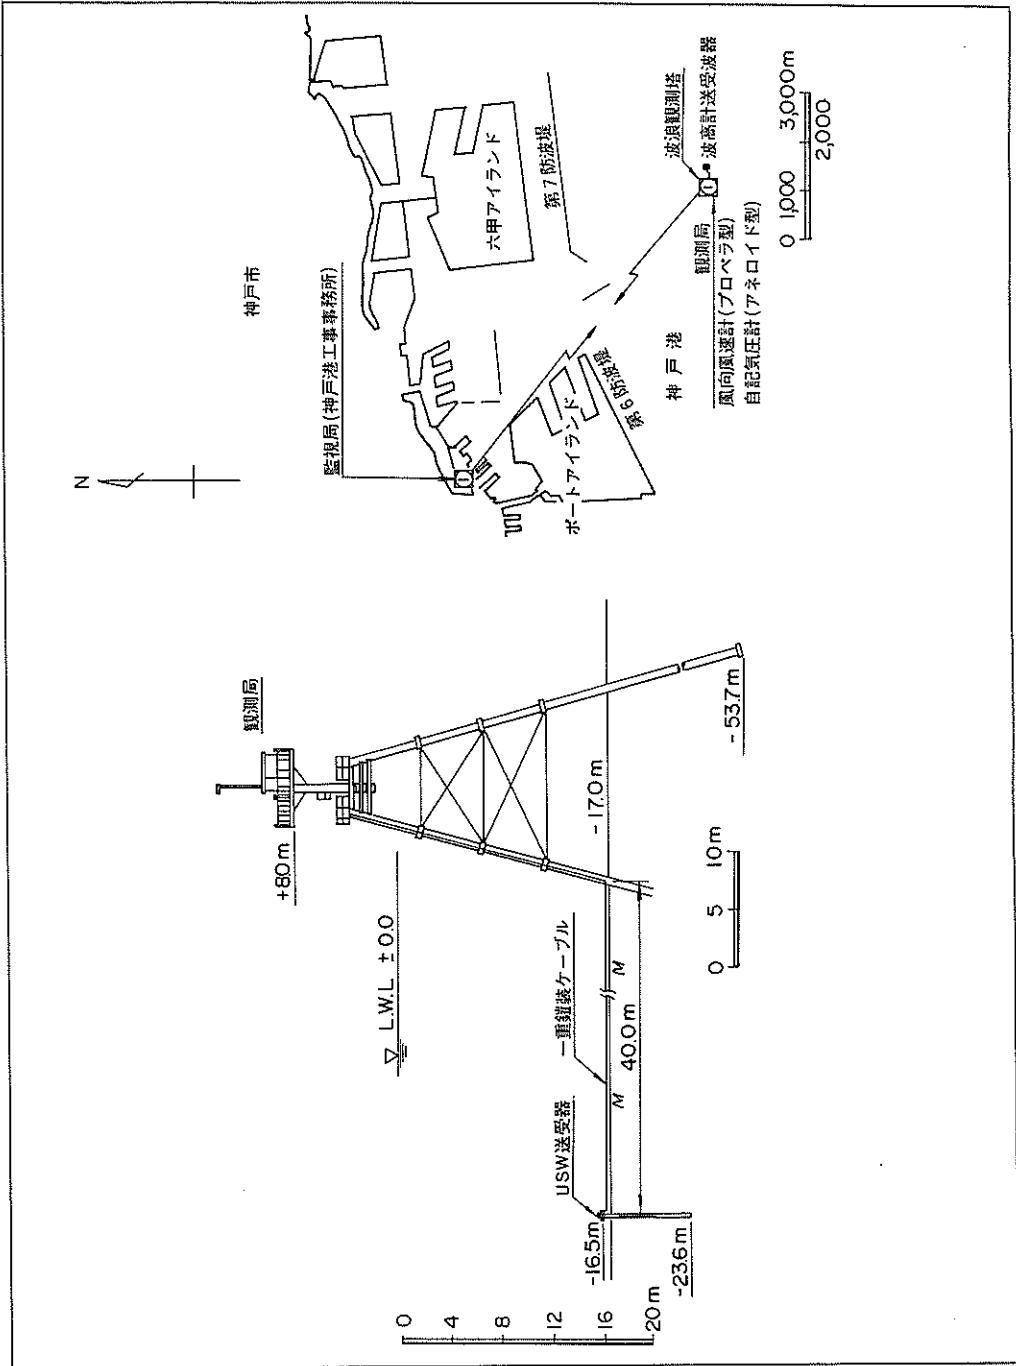 N
神戸市
監視局(神戸港工事事務所)
六甲アイランド
第7防波堤
ポートアイランド
第6防波堤
神戸港
波浪観測塔
波高計送受波器
観測局
風向風速計(プロペラ型)
自記気圧計(アネロイド型)
0 1,000 3,000m
2,000
観測局
+80m
L.W.L ±0.0
-17.0m
-53.7m
一重鎧装ケーブル
USW送受器
M
M
40.0m
-16.5m
-23.6m
0 5 10m
0
4
8
12
16
20m